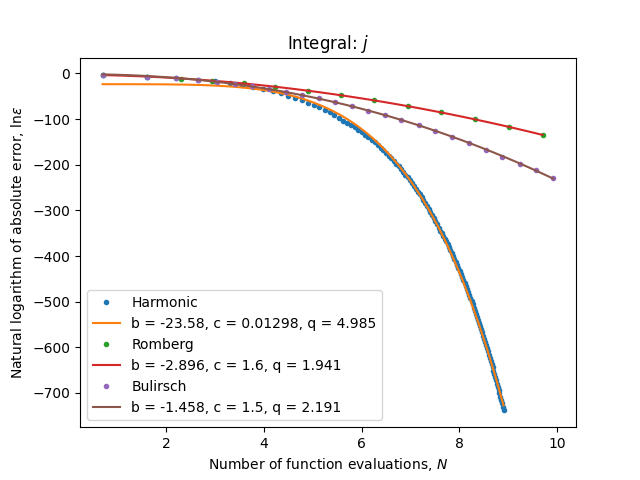 Integral: j
Natural logarithm of absolute error, lnε
0
−100
−200
−300
−400
−500
−600
−700
Harmonic
b = -23.58, c = 0.01298, q = 4.985
Romberg
b = -2.896, c = 1.6, q = 1.941
Bulirsch
b = -1.458, c = 1.5, q = 2.191
2 4 6 8 10
Number of function evaluations, N